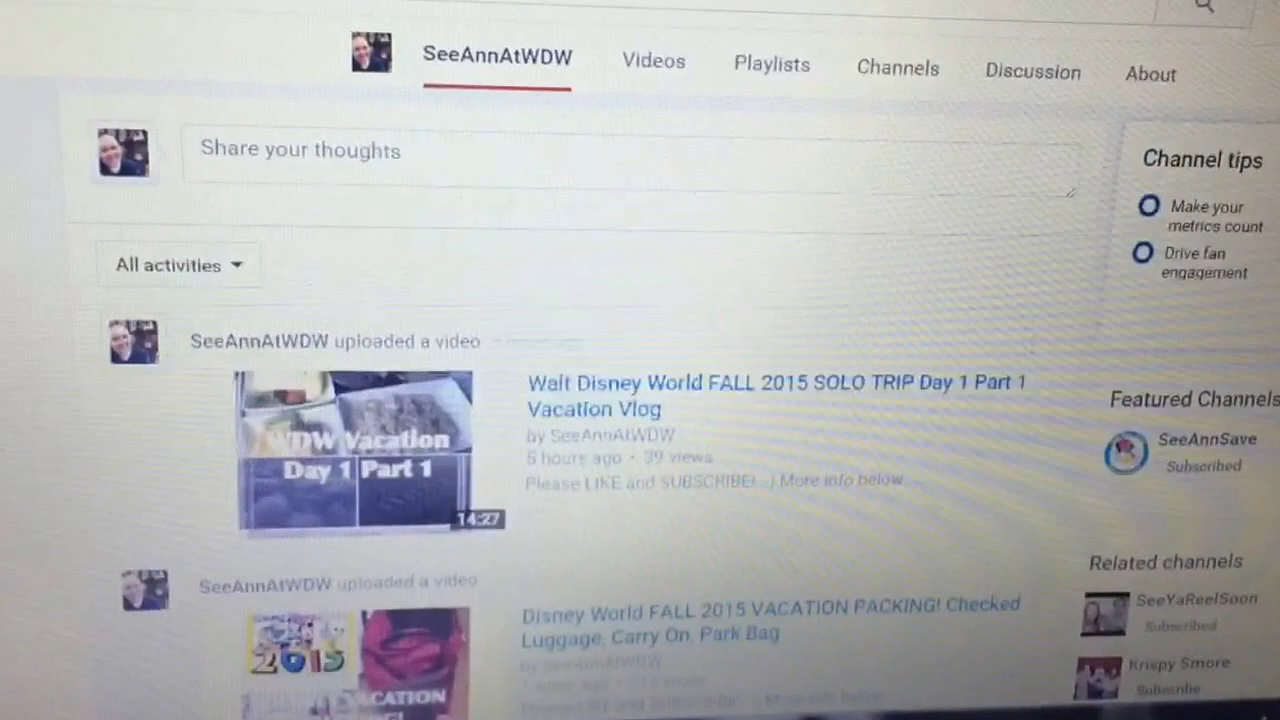 SeeAnnAtWDW Videos Playlists Channels Discussion About
Share your thoughts
Channel tips
Make your
metrics count
Drive fan
engagement
All activities
SeeAnnAtWDW uploaded a video
WDW Vacation
Day 1 Part 1
14:27
Walt Disney World FALL 2015 SOLO TRIP Day 1 Part 1
Vacation Vlog
by SeeAnnAtWDW
5 hours ago • 39 views
Please LIKE and SUBSCRIBE! :) More info below
Featured Channels
SeeAnnSave
Subscribed
SeeAnnAtWDW uploaded a video
2015
Disney World FALL 2015 VACATION PACKING! Checked
Luggage, Carry On, Park Bag
by SeeAnnAtWDW
Related channels
SeeYaReelSoon
Subscribed
Krispy Smore
Subscribe